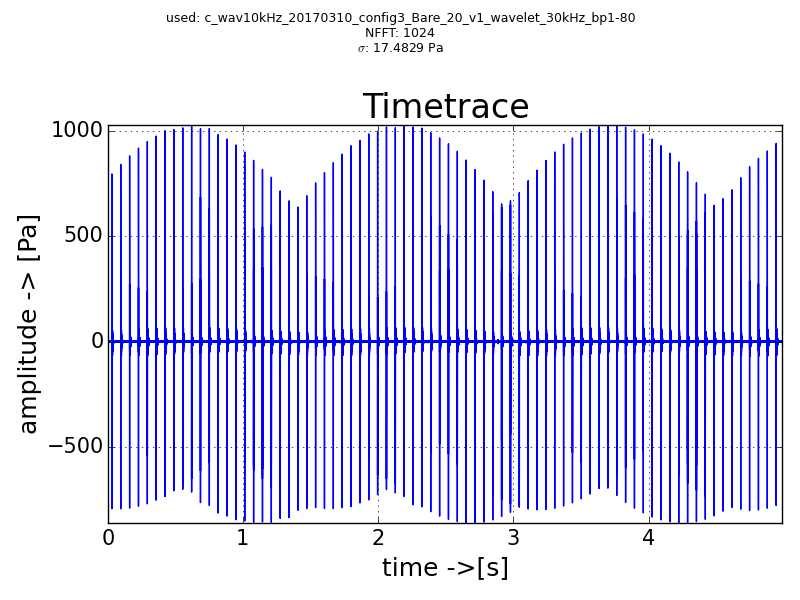 used: c_wav10kHz_20170310_config3_Bare_20_v1_wavelet_30kHz_bp1-80
NFFT: 1024
σ: 17.4829 Pa
Timetrace
1000
500
0
−500
amplitude -> [Pa]
0 1 2 3 4
time ->[s]